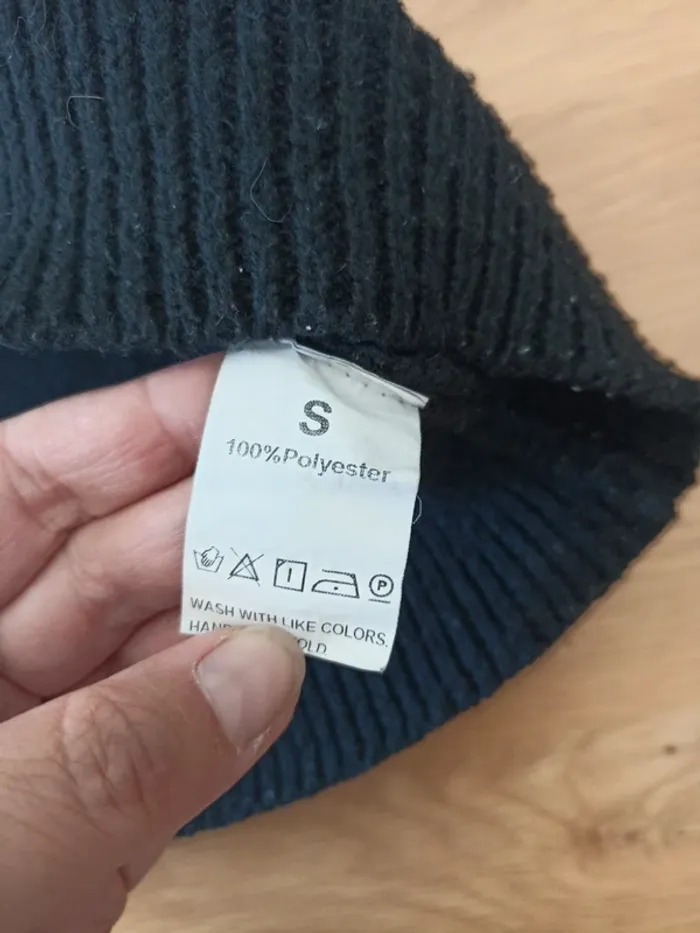 S
100%Polyester
P
WASH WITH LIKE COLORS.